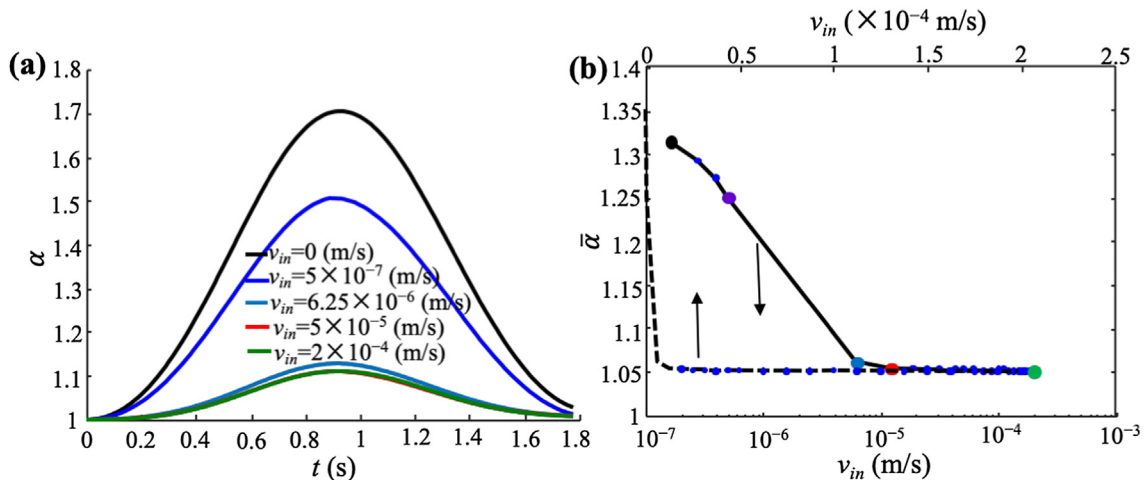 (a)
1.8
1.7
1.6
1.5
1.4
1.3
1.2
1.1
1
α
v_in=0 (m/s)
v_in=5×10⁻⁷ (m/s)
v_in=6.25×10⁻⁶ (m/s)
v_in=5×10⁻⁵ (m/s)
v_in=2×10⁻⁴ (m/s)
0 0.2 0.4 0.6 0.8 1 1.2 1.4 1.6 1.8
t (s)
v_in (×10⁻⁴ m/s)
0 0.5 1 1.5 2 2.5
(b)
1.4
1.35
1.3
1.25
1.2
1.15
1.1
1.05
1
ᾱ
10⁻⁷ 10⁻⁶ 10⁻⁵ 10⁻⁴ 10⁻³
v_in (m/s)